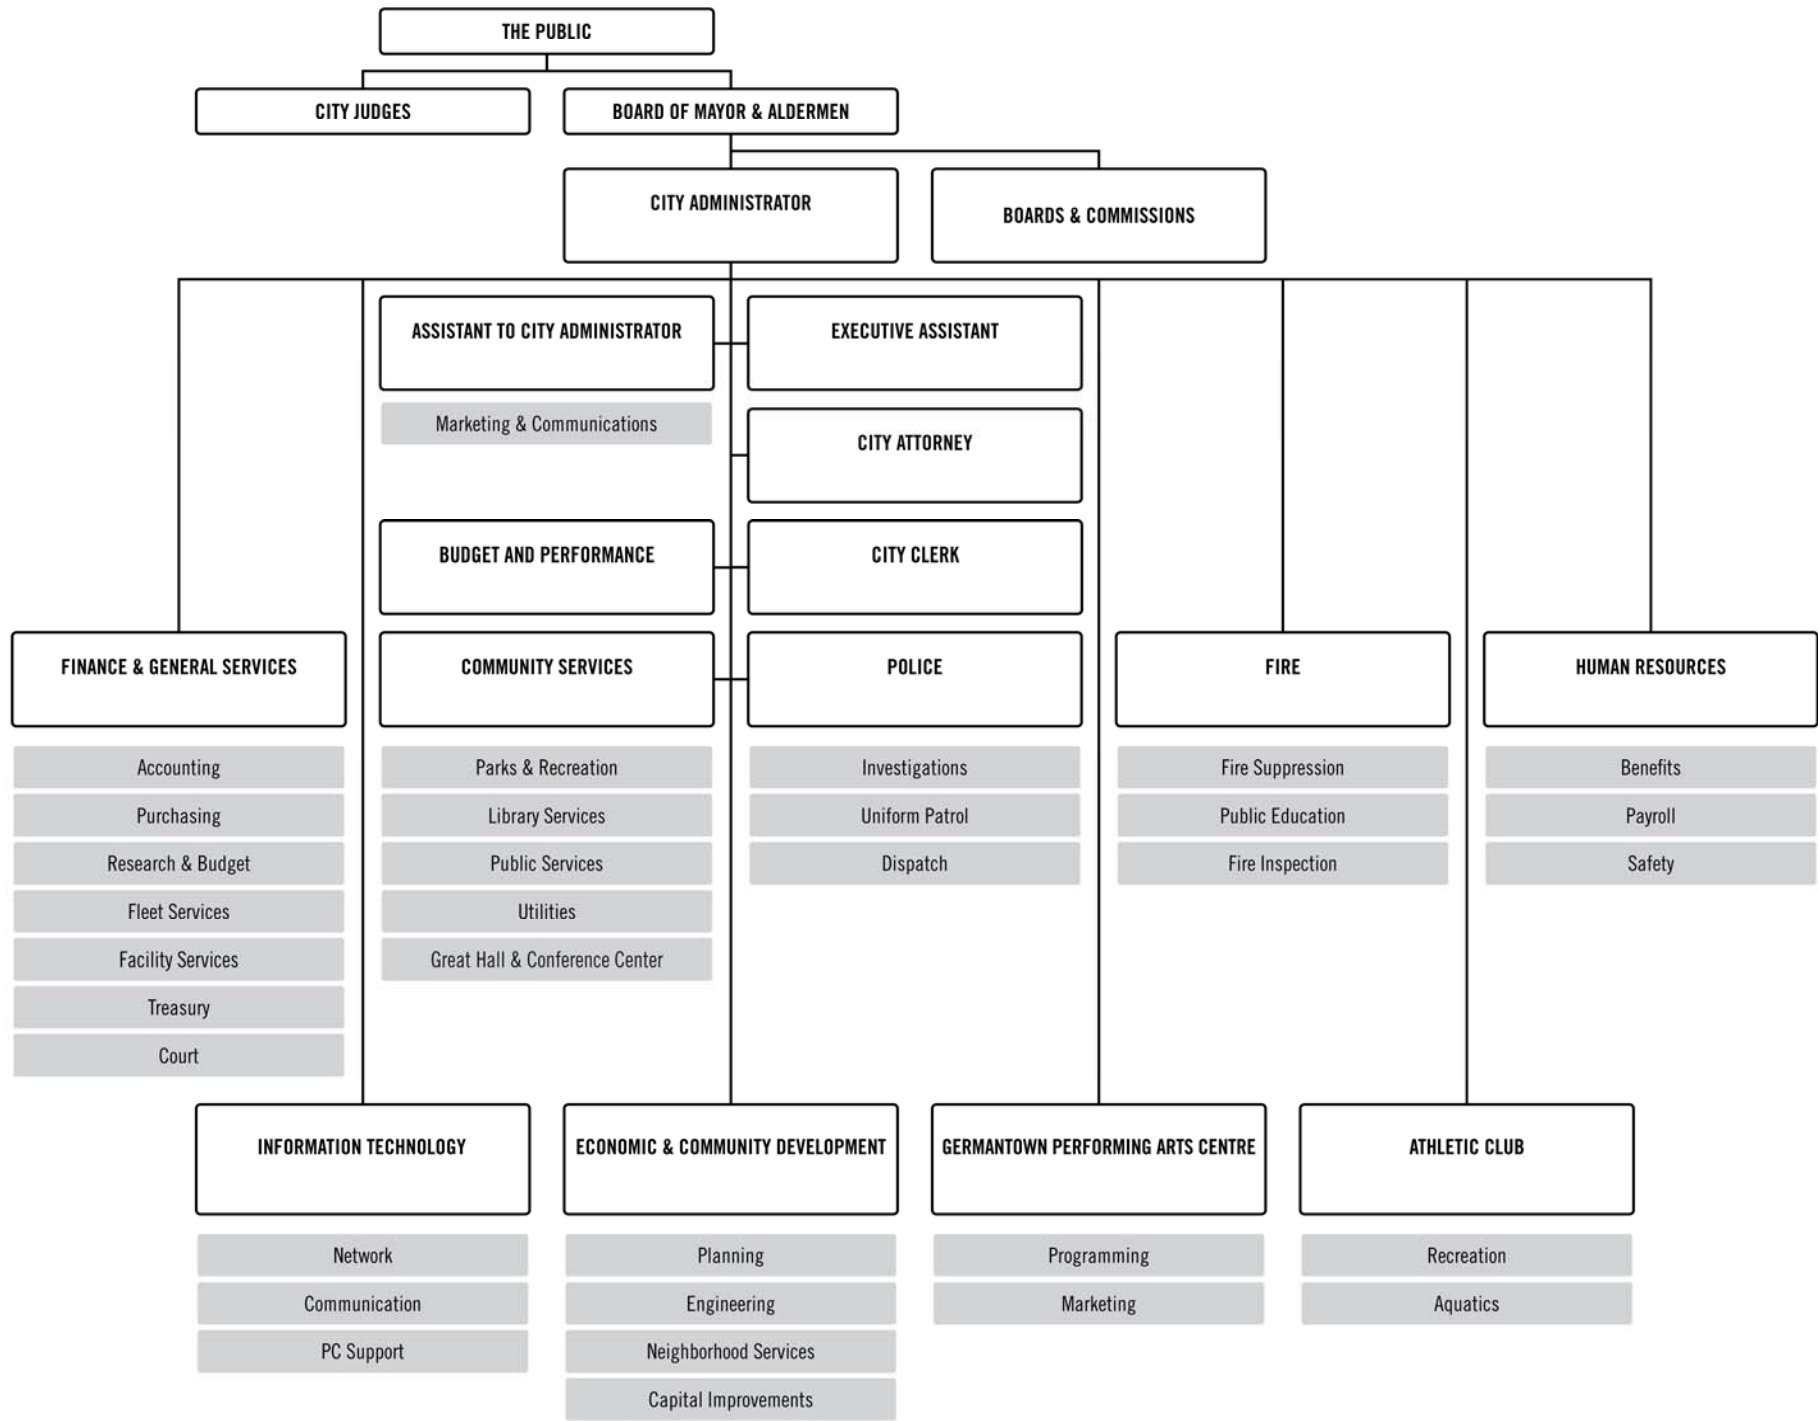 THE PUBLIC
CITY JUDGES
BOARD OF MAYOR & ALDERMEN
CITY ADMINISTRATOR
BOARDS & COMMISSIONS
ASSISTANT TO CITY ADMINISTRATOR
EXECUTIVE ASSISTANT
Marketing & Communications
CITY ATTORNEY
BUDGET AND PERFORMANCE
CITY CLERK
FINANCE & GENERAL SERVICES
Accounting
Purchasing
Research & Budget
Fleet Services
Facility Services
Treasury
Court
COMMUNITY SERVICES
Parks & Recreation
Library Services
Public Services
Utilities
Great Hall & Conference Center
POLICE
Investigations
Uniform Patrol
Dispatch
FIRE
Fire Suppression
Public Education
Fire Inspection
HUMAN RESOURCES
Benefits
Payroll
Safety
INFORMATION TECHNOLOGY
Network
Communication
PC Support
ECONOMIC & COMMUNITY DEVELOPMENT
Planning
Engineering
Neighborhood Services
Capital Improvements
GERMANTOWN PERFORMING ARTS CENTRE
Programming
Marketing
ATHLETIC CLUB
Recreation
Aquatics